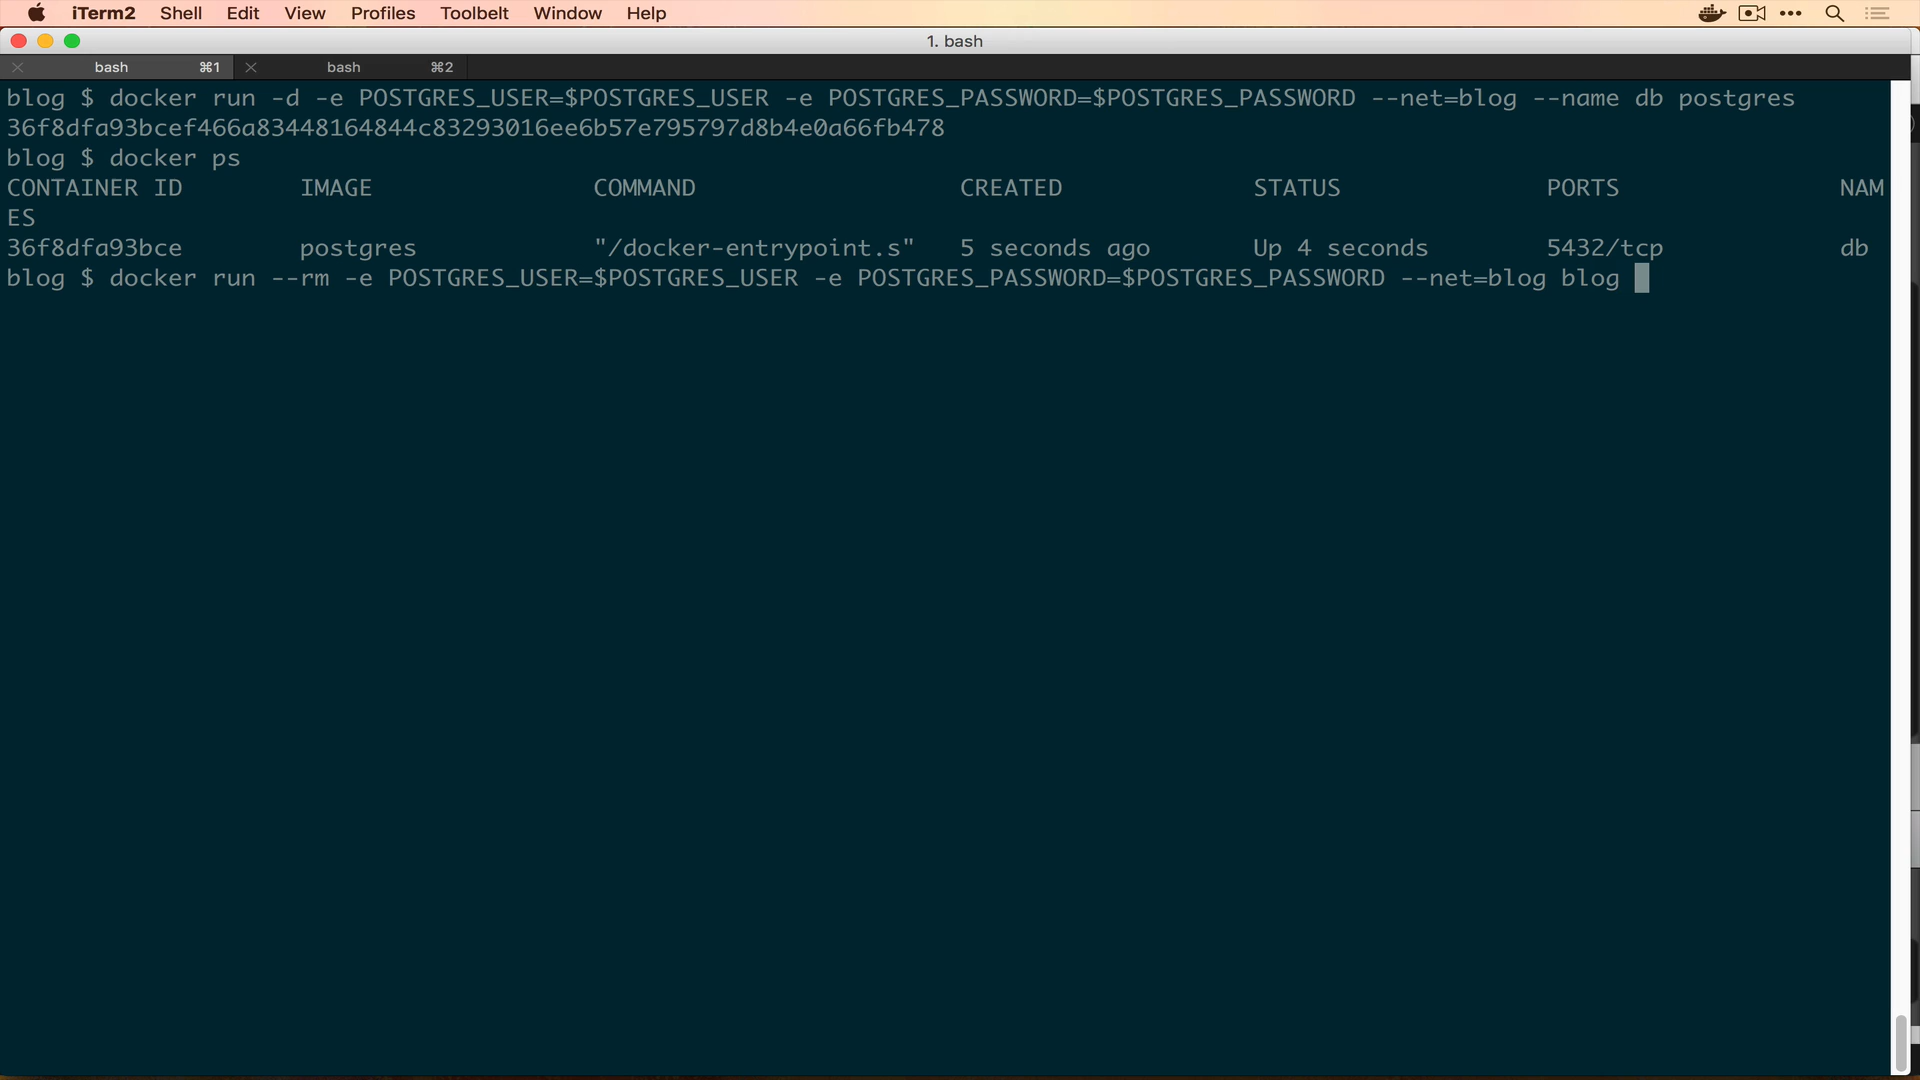 iTerm2 Shell Edit View Profiles Toolbelt Window Help
1. bash
bash ⌘1 bash ⌘2
blog $ docker run -d -e POSTGRES_USER=$POSTGRES_USER -e POSTGRES_PASSWORD=$POSTGRES_PASSWORD --net=blog --name db postgres
36f8dfa93bcef466a83448164844c83293016ee6b57e795797d8b4e0a66fb478
blog $ docker ps
CONTAINER ID IMAGE COMMAND CREATED STATUS PORTS NAM
ES
36f8dfa93bce postgres "/docker-entrypoint.s" 5 seconds ago Up 4 seconds 5432/tcp db
blog $ docker run --rm -e POSTGRES_USER=$POSTGRES_USER -e POSTGRES_PASSWORD=$POSTGRES_PASSWORD --net=blog blog